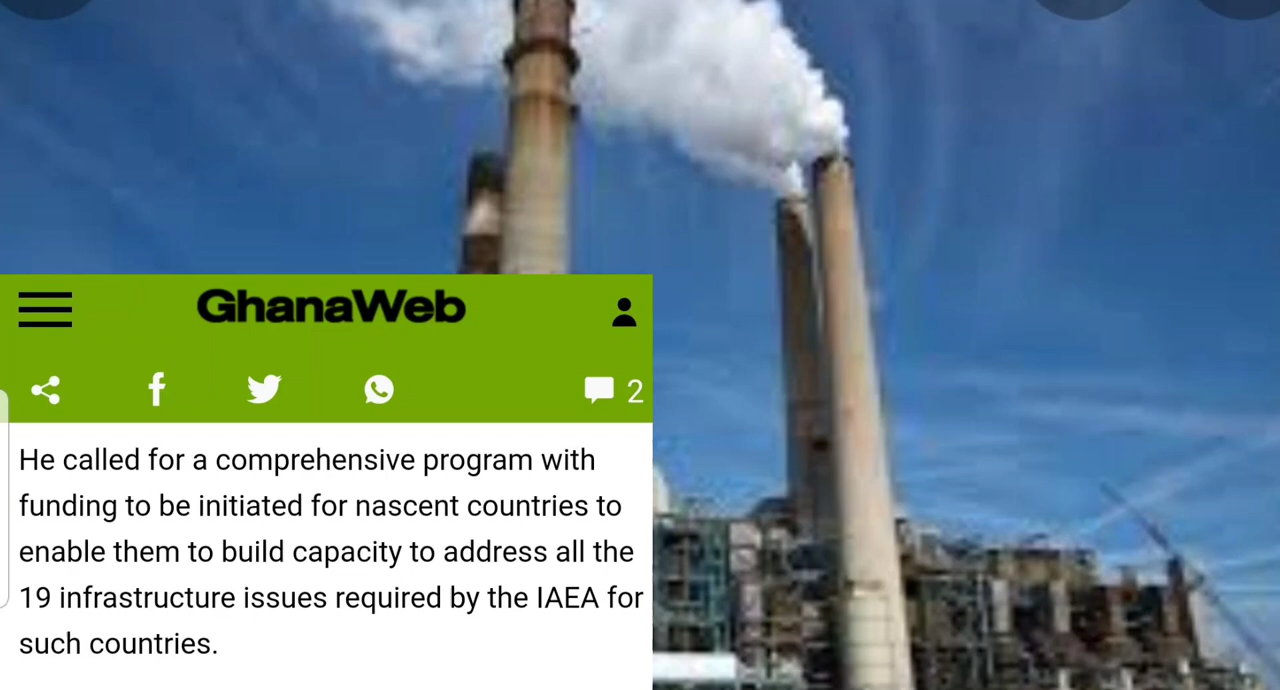 GhanaWeb
2
He called for a comprehensive program with
funding to be initiated for nascent countries to
enable them to build capacity to address all the
19 infrastructure issues required by the IAEA for
such countries.